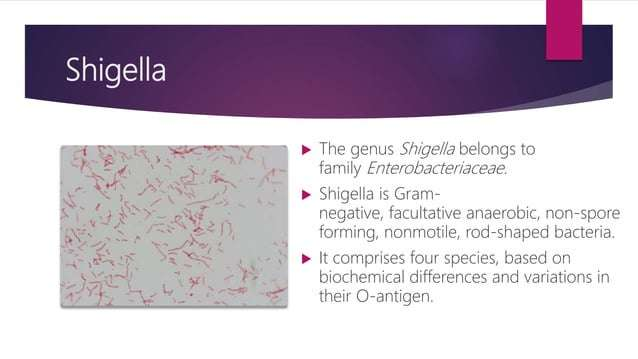 Shigella
The genus Shigella belongs to
family Enterobacteriaceae.
Shigella is Gram-
negative, facultative anaerobic, non-spore
forming, nonmotile, rod-shaped bacteria.
It comprises four species, based on
biochemical differences and variations in
their O-antigen.